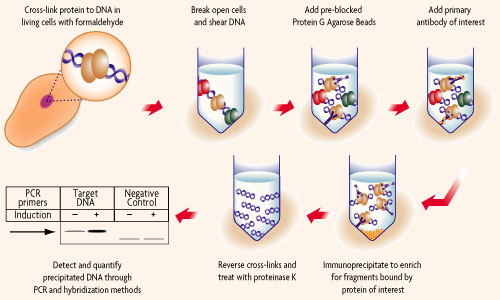 Cross-link protein to DNA in
living cells with formaldehyde
Break open cells
and shear DNA
Add pre-blocked
Protein G Agarose Beads
Add primary
antibody of interest
Immunoprecipitate to enrich
for fragments bound by
protein of interest
Reverse cross-links and
treat with proteinase K
PCR
primers
Target
DNA
Negative
Control
Induction
– + – +
Detect and quantify
precipitated DNA through
PCR and hybridization methods